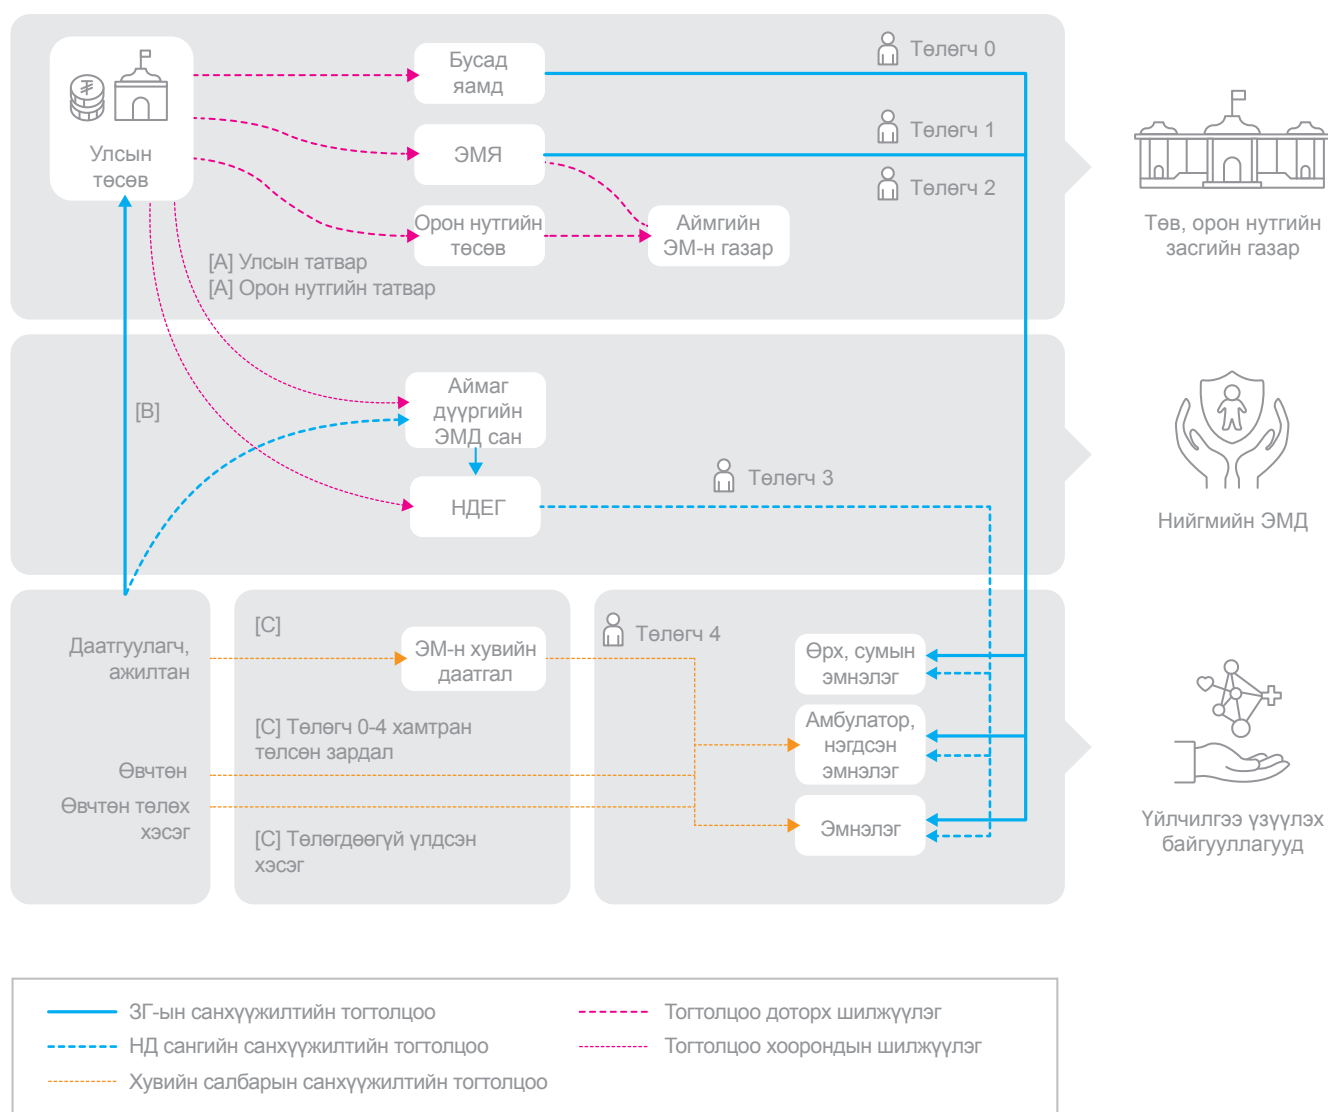 Улсын
төсөв
Бусад
яамд
ЭМЯ
Орон нутгийн
төсөв
Аймгийн
ЭМ-н газар
Төлөгч 0
Төлөгч 1
Төлөгч 2
[A] Улсын татвар
[A] Орон нутгийн татвар
Төв, орон нутгийн
засгийн газар
[B]
Аймаг
дүүргийн
ЭМД сан
НДЕГ
Төлөгч 3
Нийгмийн ЭМД
Даатгуулагч,
ажилтан
Өвчтөн
Өвчтөн төлөх
хэсэг
[C]
ЭМ-н хувийн
даатгал
[C] Төлөгч 0-4 хамтран
төлсөн зардал
[C] Төлөгдөөгүй үлдсэн
хэсэг
Төлөгч 4
Өрх, сумын
эмнэлэг
Амбулатор,
нэгдсэн
эмнэлэг
Эмнэлэг
Үйлчилгээ үзүүлэх
байгууллагууд
ЗГ-ын санхүүжилтийн тогтолцоо
НД сангийн санхүүжилтийн тогтолцоо
Хувийн салбарын санхүүжилтийн тогтолцоо
Тогтолцоо доторх шилжүүлэг
Тогтолцоо хоорондын шилжүүлэг